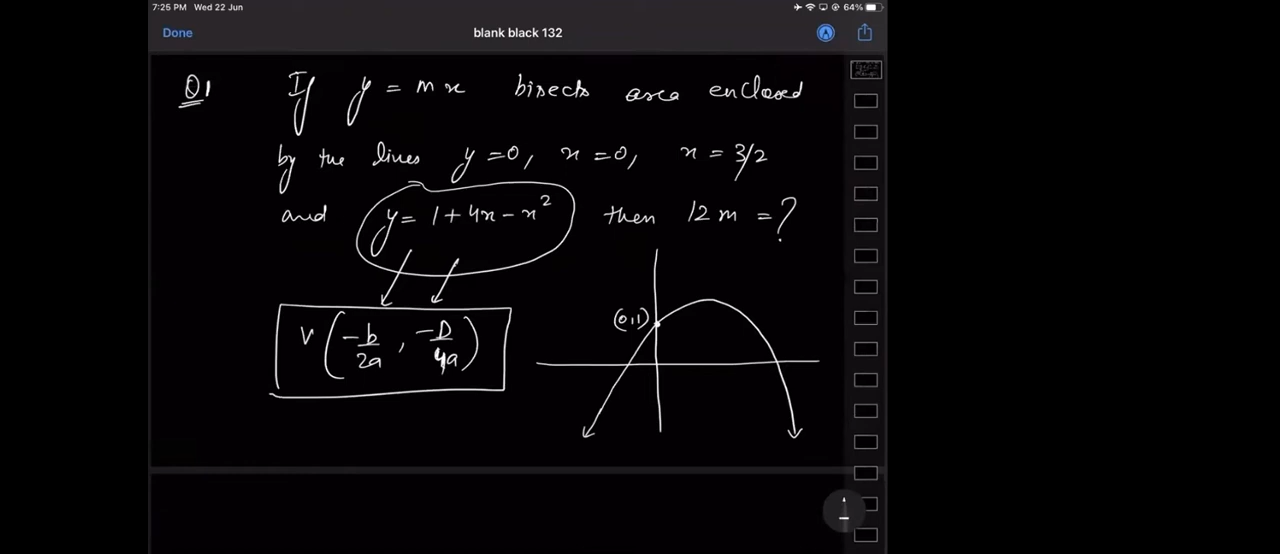 7:25 PM Wed 22 Jun
64%
Done
blank black 132
Q1 If y = mx bisects area enclosed
by the lines y = 0, x = 0, x = 3/2
and y = 1 + 4x - x² then 12 m = ?
V (-b/2a, -D/4a)
(0,1)